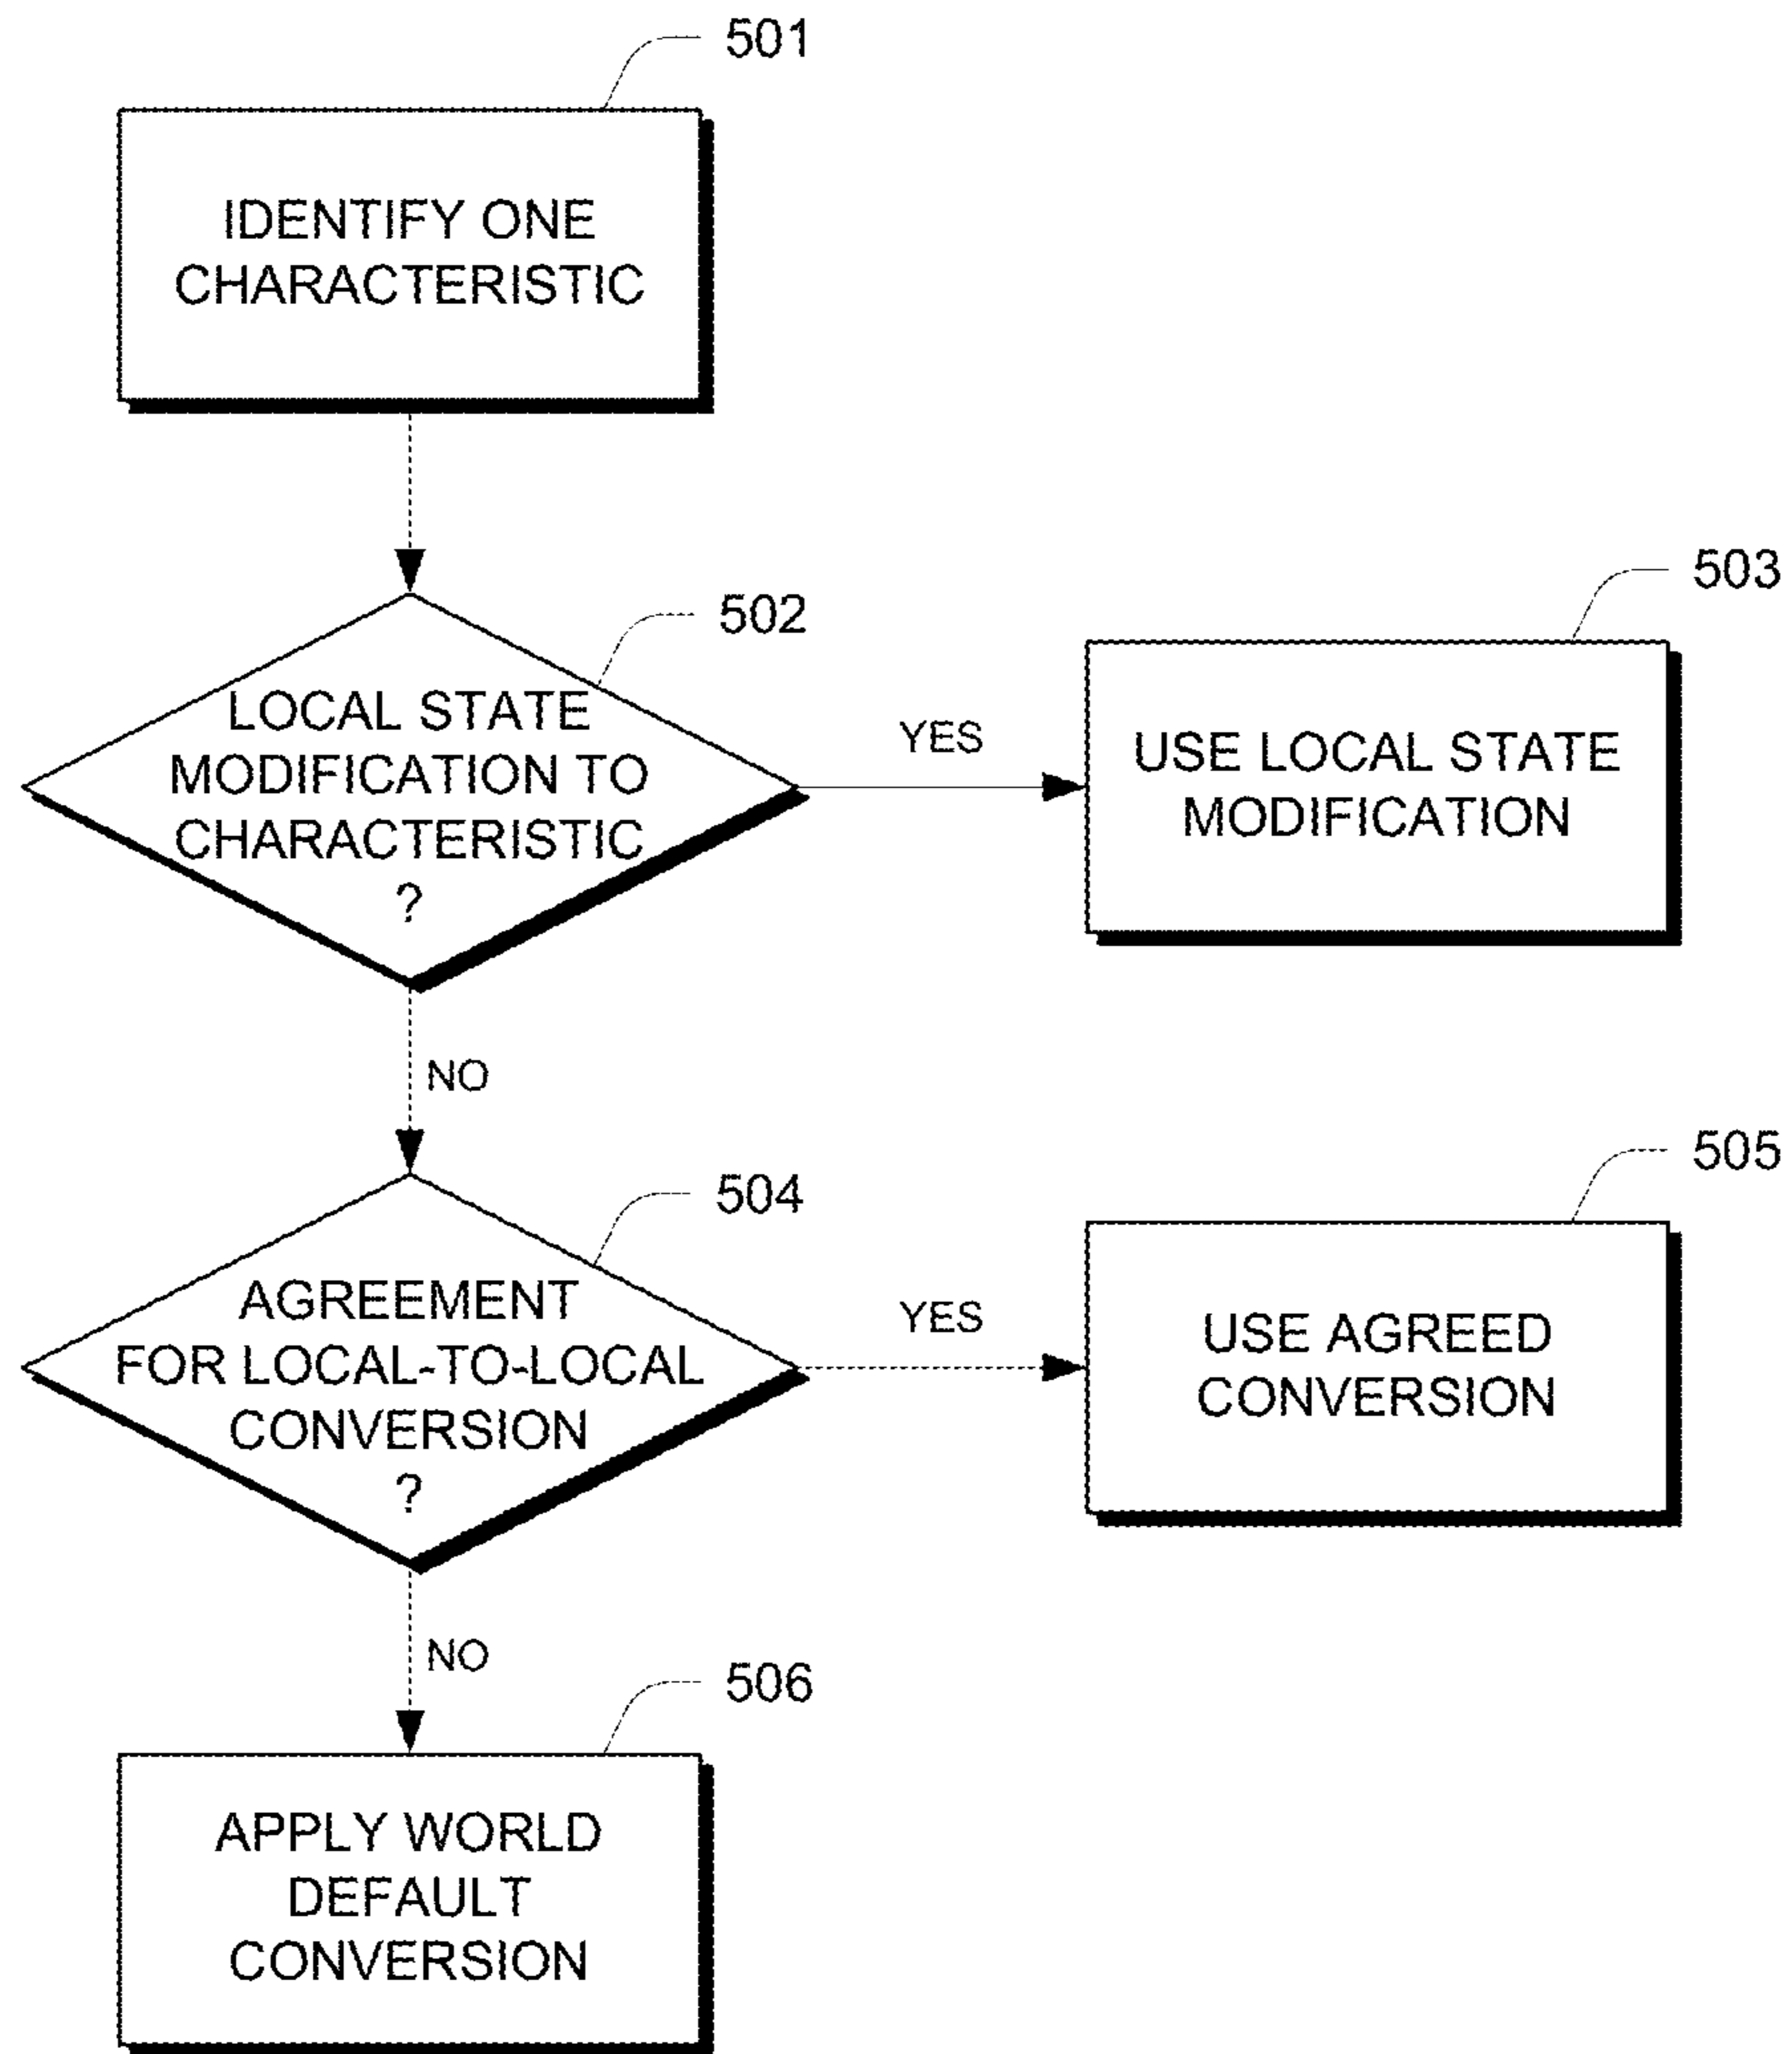 501
IDENTIFY ONE
CHARACTERISTIC
502
LOCAL STATE
MODIFICATION TO
CHARACTERISTIC
?
YES
503
USE LOCAL STATE
MODIFICATION
NO
504
AGREEMENT
FOR LOCAL-TO-LOCAL
CONVERSION
?
YES
505
USE AGREED
CONVERSION
NO
506
APPLY WORLD
DEFAULT
CONVERSION